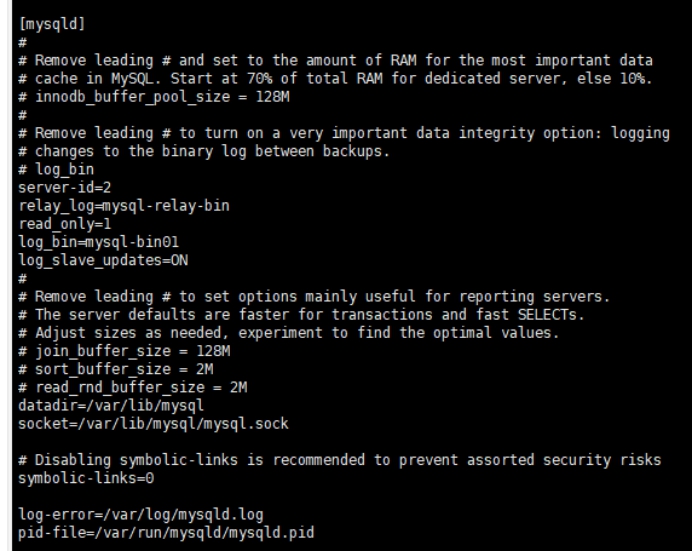 [mysqld]
#
# Remove leading # and set to the amount of RAM for the most important data
# cache in MySQL. Start at 70% of total RAM for dedicated server, else 10%.
# innodb_buffer_pool_size = 128M
#
# Remove leading # to turn on a very important data integrity option: logging
# changes to the binary log between backups.
# log_bin
server-id=2
relay_log=mysql-relay-bin
read_only=1
log_bin=mysql-bin01
log_slave_updates=ON
#
# Remove leading # to set options mainly useful for reporting servers.
# The server defaults are faster for transactions and fast SELECTs.
# Adjust sizes as needed, experiment to find the optimal values.
# join_buffer_size = 128M
# sort_buffer_size = 2M
# read_rnd_buffer_size = 2M
datadir=/var/lib/mysql
socket=/var/lib/mysql/mysql.sock

# Disabling symbolic-links is recommended to prevent assorted security risks
symbolic-links=0

log-error=/var/log/mysqld.log
pid-file=/var/run/mysqld/mysqld.pid